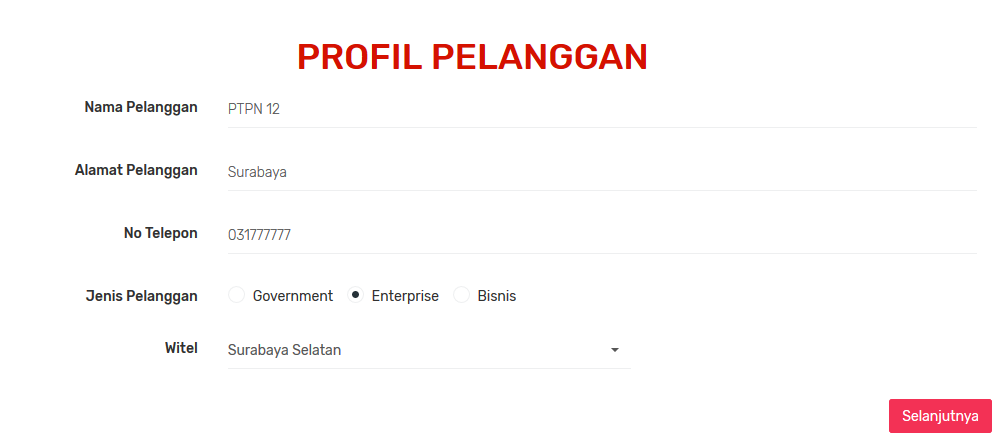 PROFIL PELANGGAN
Nama Pelanggan PTPN 12
Alamat Pelanggan Surabaya
No Telepon 031777777
Jenis Pelanggan Government Enterprise Bisnis
Witel Surabaya Selatan
Selanjutnya